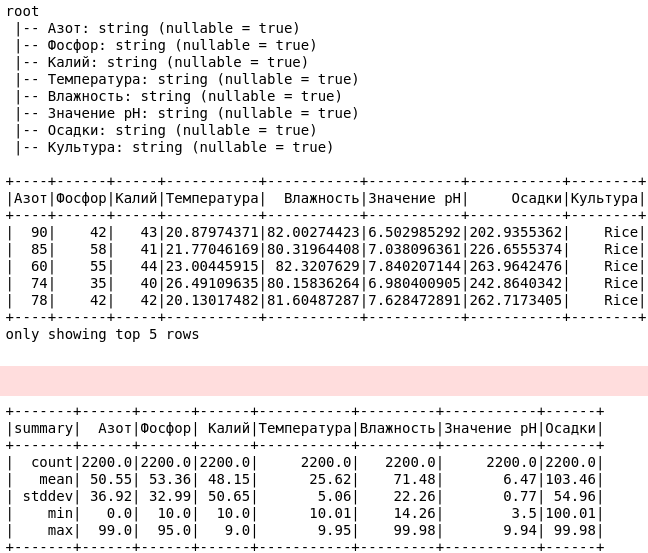 root
 |-- Азот: string (nullable = true)
 |-- Фосфор: string (nullable = true)
 |-- Калий: string (nullable = true)
 |-- Температура: string (nullable = true)
 |-- Влажность: string (nullable = true)
 |-- Значение pH: string (nullable = true)
 |-- Осадки: string (nullable = true)
 |-- Культура: string (nullable = true)

+----+------+-----+-----------+-----------+-----------+-----------+--------+
|Азот|Фосфор|Калий|Температура|  Влажность|Значение pH|     Осадки|Культура|
+----+------+-----+-----------+-----------+-----------+-----------+--------+
|  90|    42|   43|20.87974371|82.00274423|6.502985292|202.9355362|    Rice|
|  85|    58|   41|21.77046169|80.31964408|7.038096361|226.6555374|    Rice|
|  60|    55|   44|23.00445915| 82.3207629|7.840207144|263.9642476|    Rice|
|  74|    35|   40|26.49109635|80.15836264|6.980400905|242.8640342|    Rice|
|  78|    42|   42|20.13017482|81.60487287|7.628472891|262.7173405|    Rice|
+----+------+-----+-----------+-----------+-----------+-----------+--------+
only showing top 5 rows

+-------+------+------+------+-----------+---------+-----------+------+
|summary|  Азот|Фосфор| Калий|Температура|Влажность|Значение pH|Осадки|
+-------+------+------+------+-----------+---------+-----------+------+
|  count|2200.0|2200.0|2200.0|     2200.0|   2200.0|     2200.0|2200.0|
|   mean| 50.55| 53.36| 48.15|      25.62|    71.48|       6.47|103.46|
| stddev| 36.92| 32.99| 50.65|       5.06|    22.26|       0.77| 54.96|
|    min|   0.0|  10.0|  10.0|      10.01|    14.26|        3.5|100.01|
|    max|  99.0|  95.0|   9.0|       9.95|    99.98|       9.94| 99.98|
+-------+------+------+------+-----------+---------+-----------+------+